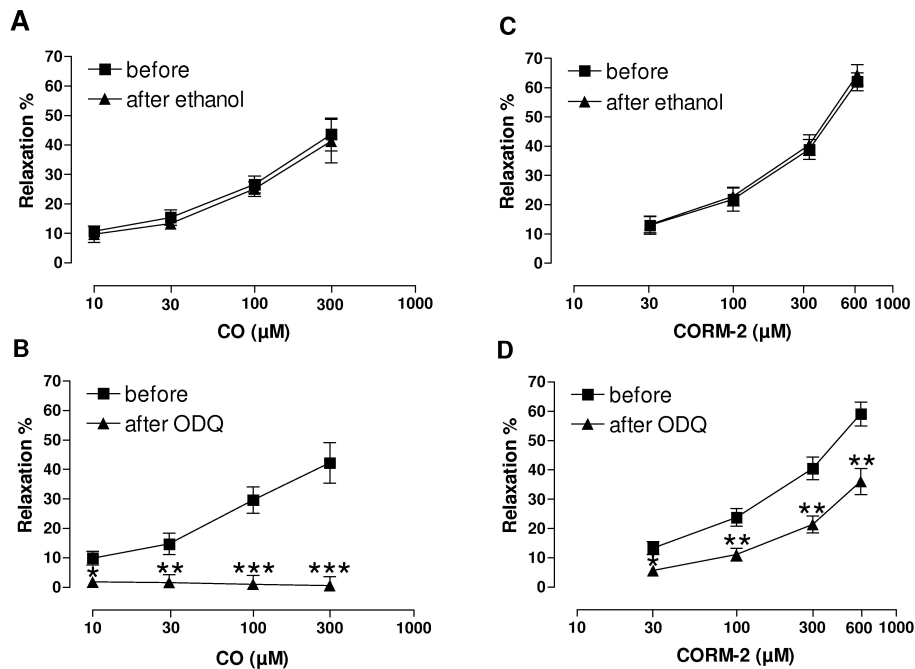 A
Relaxation %
70
60
50
40
30
20
10
0
before
after ethanol
10 30 100 300 1000
CO (µM)
C
Relaxation %
70
60
50
40
30
20
10
0
before
after ethanol
10 30 100 300 600 1000
CORM-2 (µM)
B
Relaxation %
70
60
50
40
30
20
10
0
before
after ODQ
* ** *** ***
10 30 100 300 1000
CO (µM)
D
Relaxation %
70
60
50
40
30
20
10
0
before
after ODQ
* ** ** **
10 30 100 300 600 1000
CORM-2 (µM)